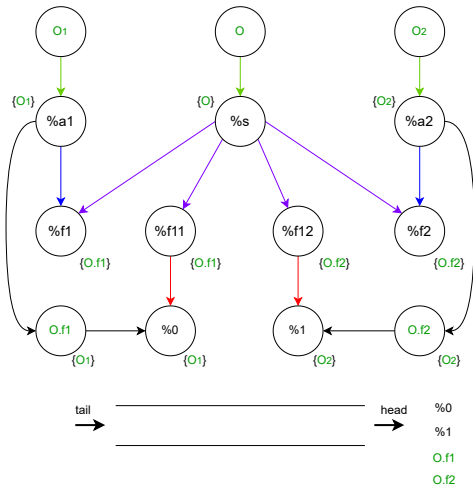 O1 O O2
{O1} {O} {O2}
%a1 %s %a2
%f1 %f11 %f12 %f2
{O.f1} {O.f1} {O.f2} {O.f2}
O.f1 %0 %1 O.f2
{O1} {O1} {O2} {O2}
tail head %0
%1
O.f1
O.f2